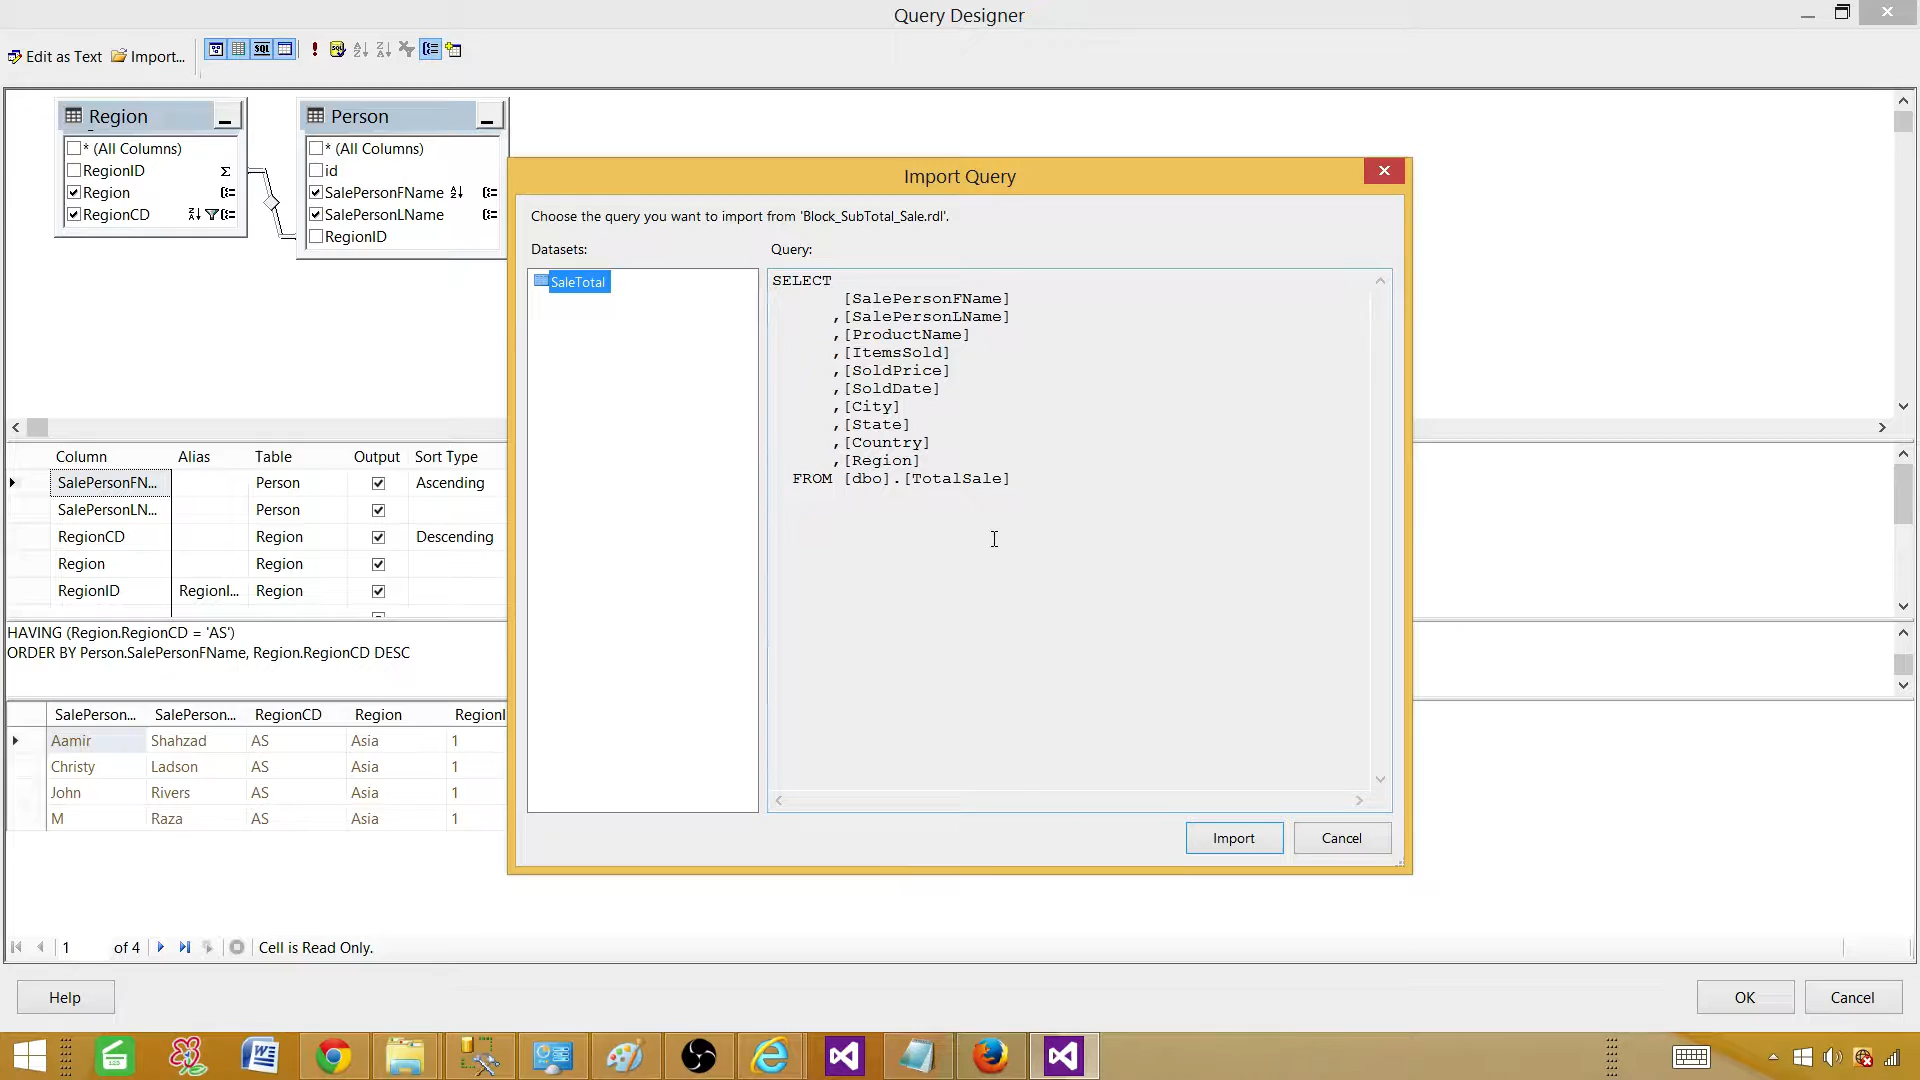 Query Designer
Edit as Text Import...
Region
* (All Columns)
RegionID
Region
RegionCD
Person
* (All Columns)
id
SalePersonFName
SalePersonLName
RegionID
Import Query
Choose the query you want to import from 'Block_SubTotal_Sale.rdl'.
Datasets:
SaleTotal
Query:
SELECT
[SalePersonFName]
,[SalePersonLName]
,[ProductName]
,[ItemsSold]
,[SoldPrice]
,[SoldDate]
,[City]
,[State]
,[Country]
,[Region]
FROM [dbo].[TotalSale]
Import Cancel
Column Alias Table Output Sort Type
SalePersonFN... Person Ascending
SalePersonLN... Person
RegionCD Region Descending
Region Region
RegionID RegionI... Region
HAVING (Region.RegionCD = 'AS')
ORDER BY Person.SalePersonFName, Region.RegionCD DESC
SalePerson... SalePerson... RegionCD Region RegionI
Aamir Shahzad AS Asia 1
Christy Ladson AS Asia 1
John Rivers AS Asia 1
M Raza AS Asia 1
1 of 4 Cell is Read Only.
Help OK Cancel